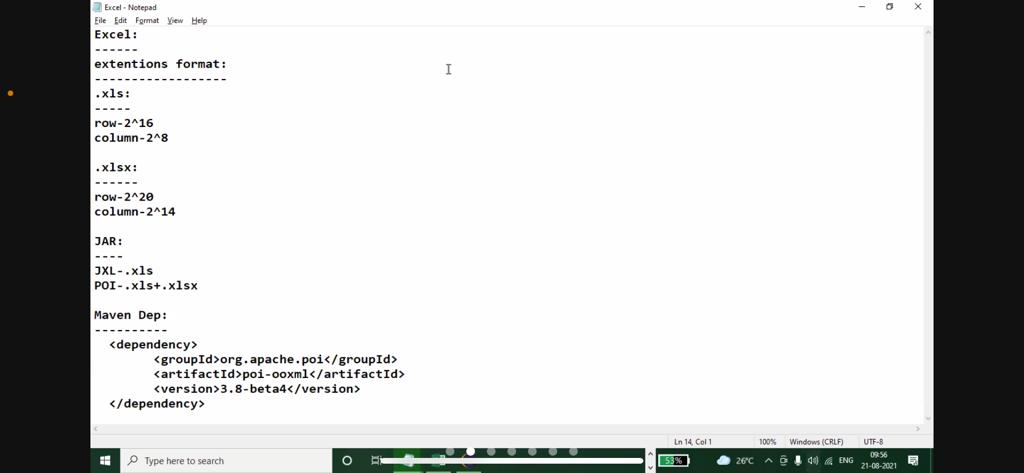 Excel - Notepad
File Edit Format View Help
Excel:
------
extentions format:
------------------
.xls:
-----
row-2^16
column-2^8
.xlsx:
------
row-2^20
column-2^14
JAR:
----
JXL-.xls
POI-.xls+.xlsx
Maven Dep:
----------
<dependency>
<groupId>org.apache.poi</groupId>
<artifactId>poi-ooxml</artifactId>
<version>3.8-beta4</version>
</dependency>
Ln 14, Col 1 100% Windows (CRLF) UTF-8
Type here to search 53% 26°C ENG 09:56
21-08-2021